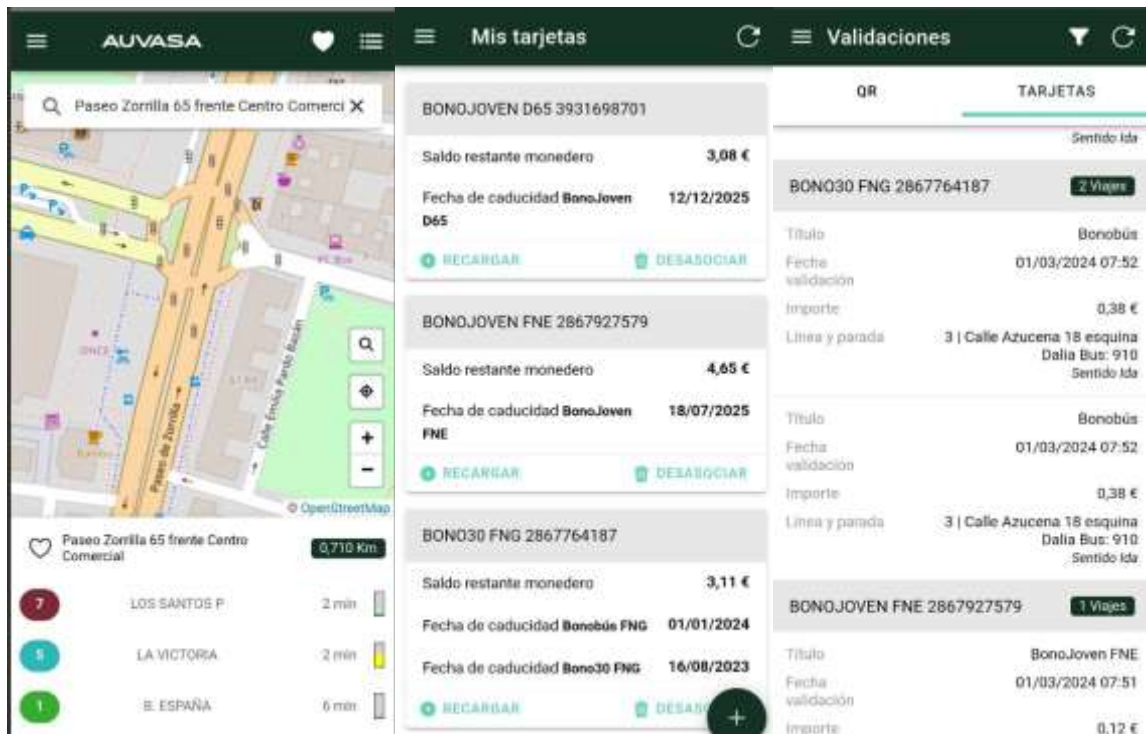 AUVASA
Paseo Zorrilla 65 frente Centro Comerci
Paseo de Zorrilla
Calle Emilia Pardo Bazán
ONCE
© OpenStreetMap
Paseo Zorrilla 65 frente Centro
Comercial
0,710 Km
7 LOS SANTOS P 2 min
5 LA VICTORIA 2 min
1 B. ESPAÑA 6 min
Mis tarjetas
BONOJOVEN D65 3931698701
Saldo restante monedero 3,08 €
Fecha de caducidad BonoJoven 12/12/2025
D65
RECARGAR DESASOCIAR
BONOJOVEN FNE 2867927579
Saldo restante monedero 4,65 €
Fecha de caducidad BonoJoven 18/07/2025
FNE
RECARGAR DESASOCIAR
BONO30 FNG 2867764187
Saldo restante monedero 3,11 €
Fecha de caducidad Bonobús FNG 01/01/2024
Fecha de caducidad Bono30 FNG 16/08/2023
RECARGAR DESAS
Validaciones
QR TARJETAS
Sentido Ida
BONO30 FNG 2867764187 2 Viajes
Título Bonobús
Fecha 01/03/2024 07:52
validación
Importe 0,38 €
Línea y parada 3 | Calle Azucena 18 esquina
Dalia Bus: 910
Sentido Ida
Título Bonobús
Fecha 01/03/2024 07:52
validación
Importe 0,38 €
Línea y parada 3 | Calle Azucena 18 esquina
Dalia Bus: 910
Sentido Ida
BONOJOVEN FNE 2867927579 1 Viajes
Título BonoJoven FNE
Fecha 01/03/2024 07:51
validación
Importe 0,12 €